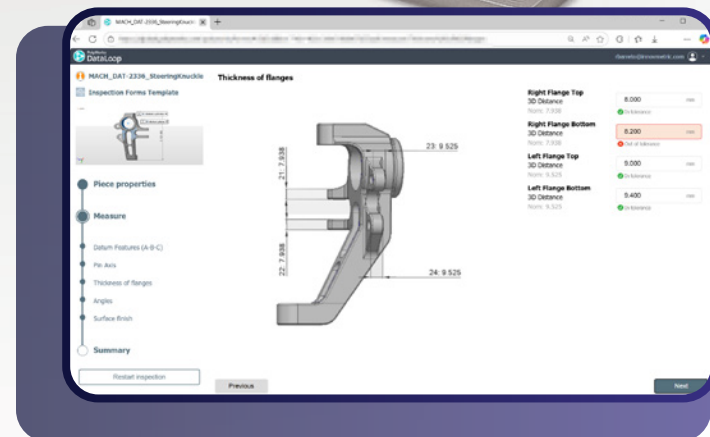 MACH_DAT-2336_SteeringKnuckle
PolyWorks
DataLoop
MACH_DAT-2336_SteeringKnuckle
Inspection Forms Template
Thickness of flanges
Piece properties
Measure
Datum Features (A-B-C)
Pin Axis
Thickness of flanges
Angles
Surface finish
Summary
Restart inspection
21: 7.938
22: 7.938
23: 9.525
24: 9.525
Right Flange Top
3D Distance
Nom: 7.938
8.000
In tolerance
Right Flange Bottom
3D Distance
Nom: 7.938
8.200
Out of tolerance
Left Flange Top
3D Distance
Nom: 9.525
9.000
In tolerance
Left Flange Bottom
3D Distance
Nom: 9.525
9.400
In tolerance
Previous
Next